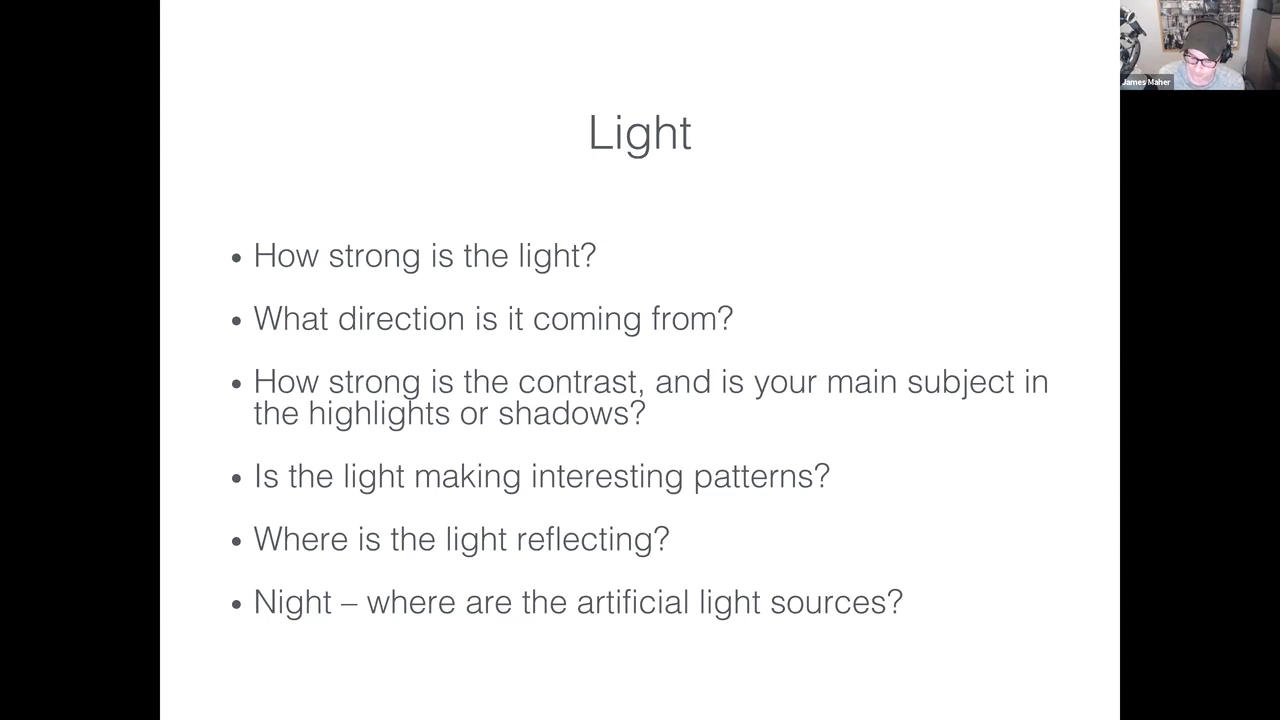 James Maher
Light
• How strong is the light?
• What direction is it coming from?
• How strong is the contrast, and is your main subject in
the highlights or shadows?
• Is the light making interesting patterns?
• Where is the light reflecting?
• Night – where are the artificial light sources?